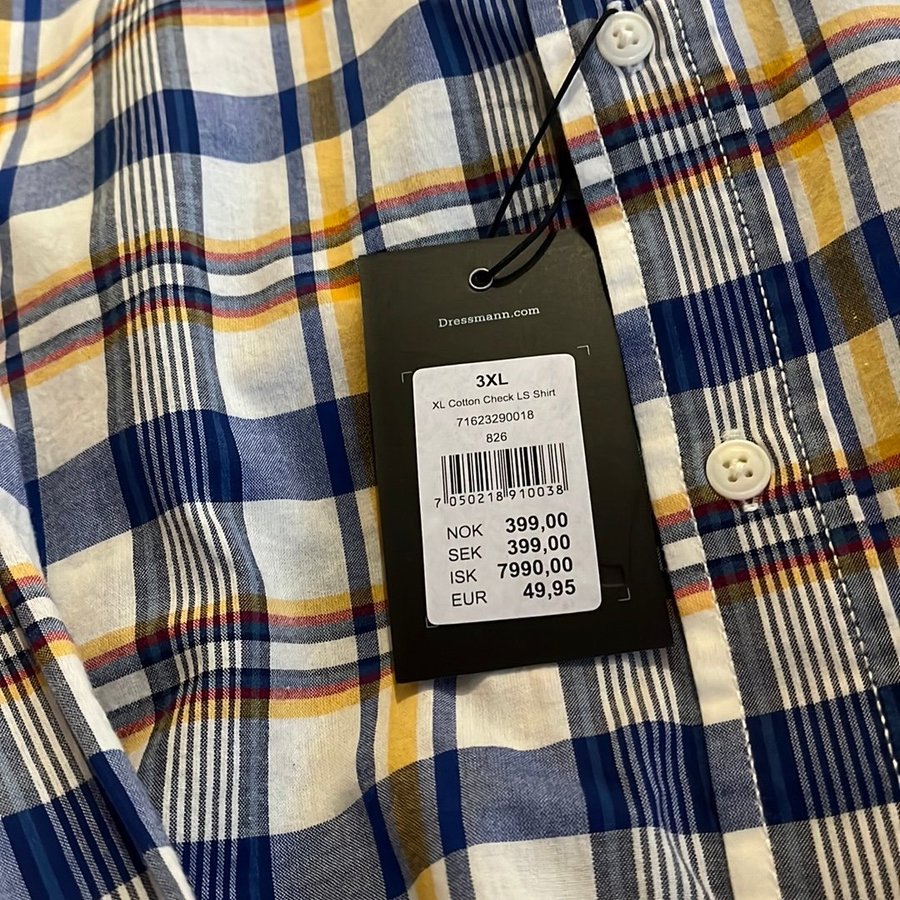 Dressmann.com
3XL
XL Cotton Check LS Shirt
71623290018
826
7 050218 910038
NOK 399,00
SEK 399,00
ISK 7990,00
EUR 49,95